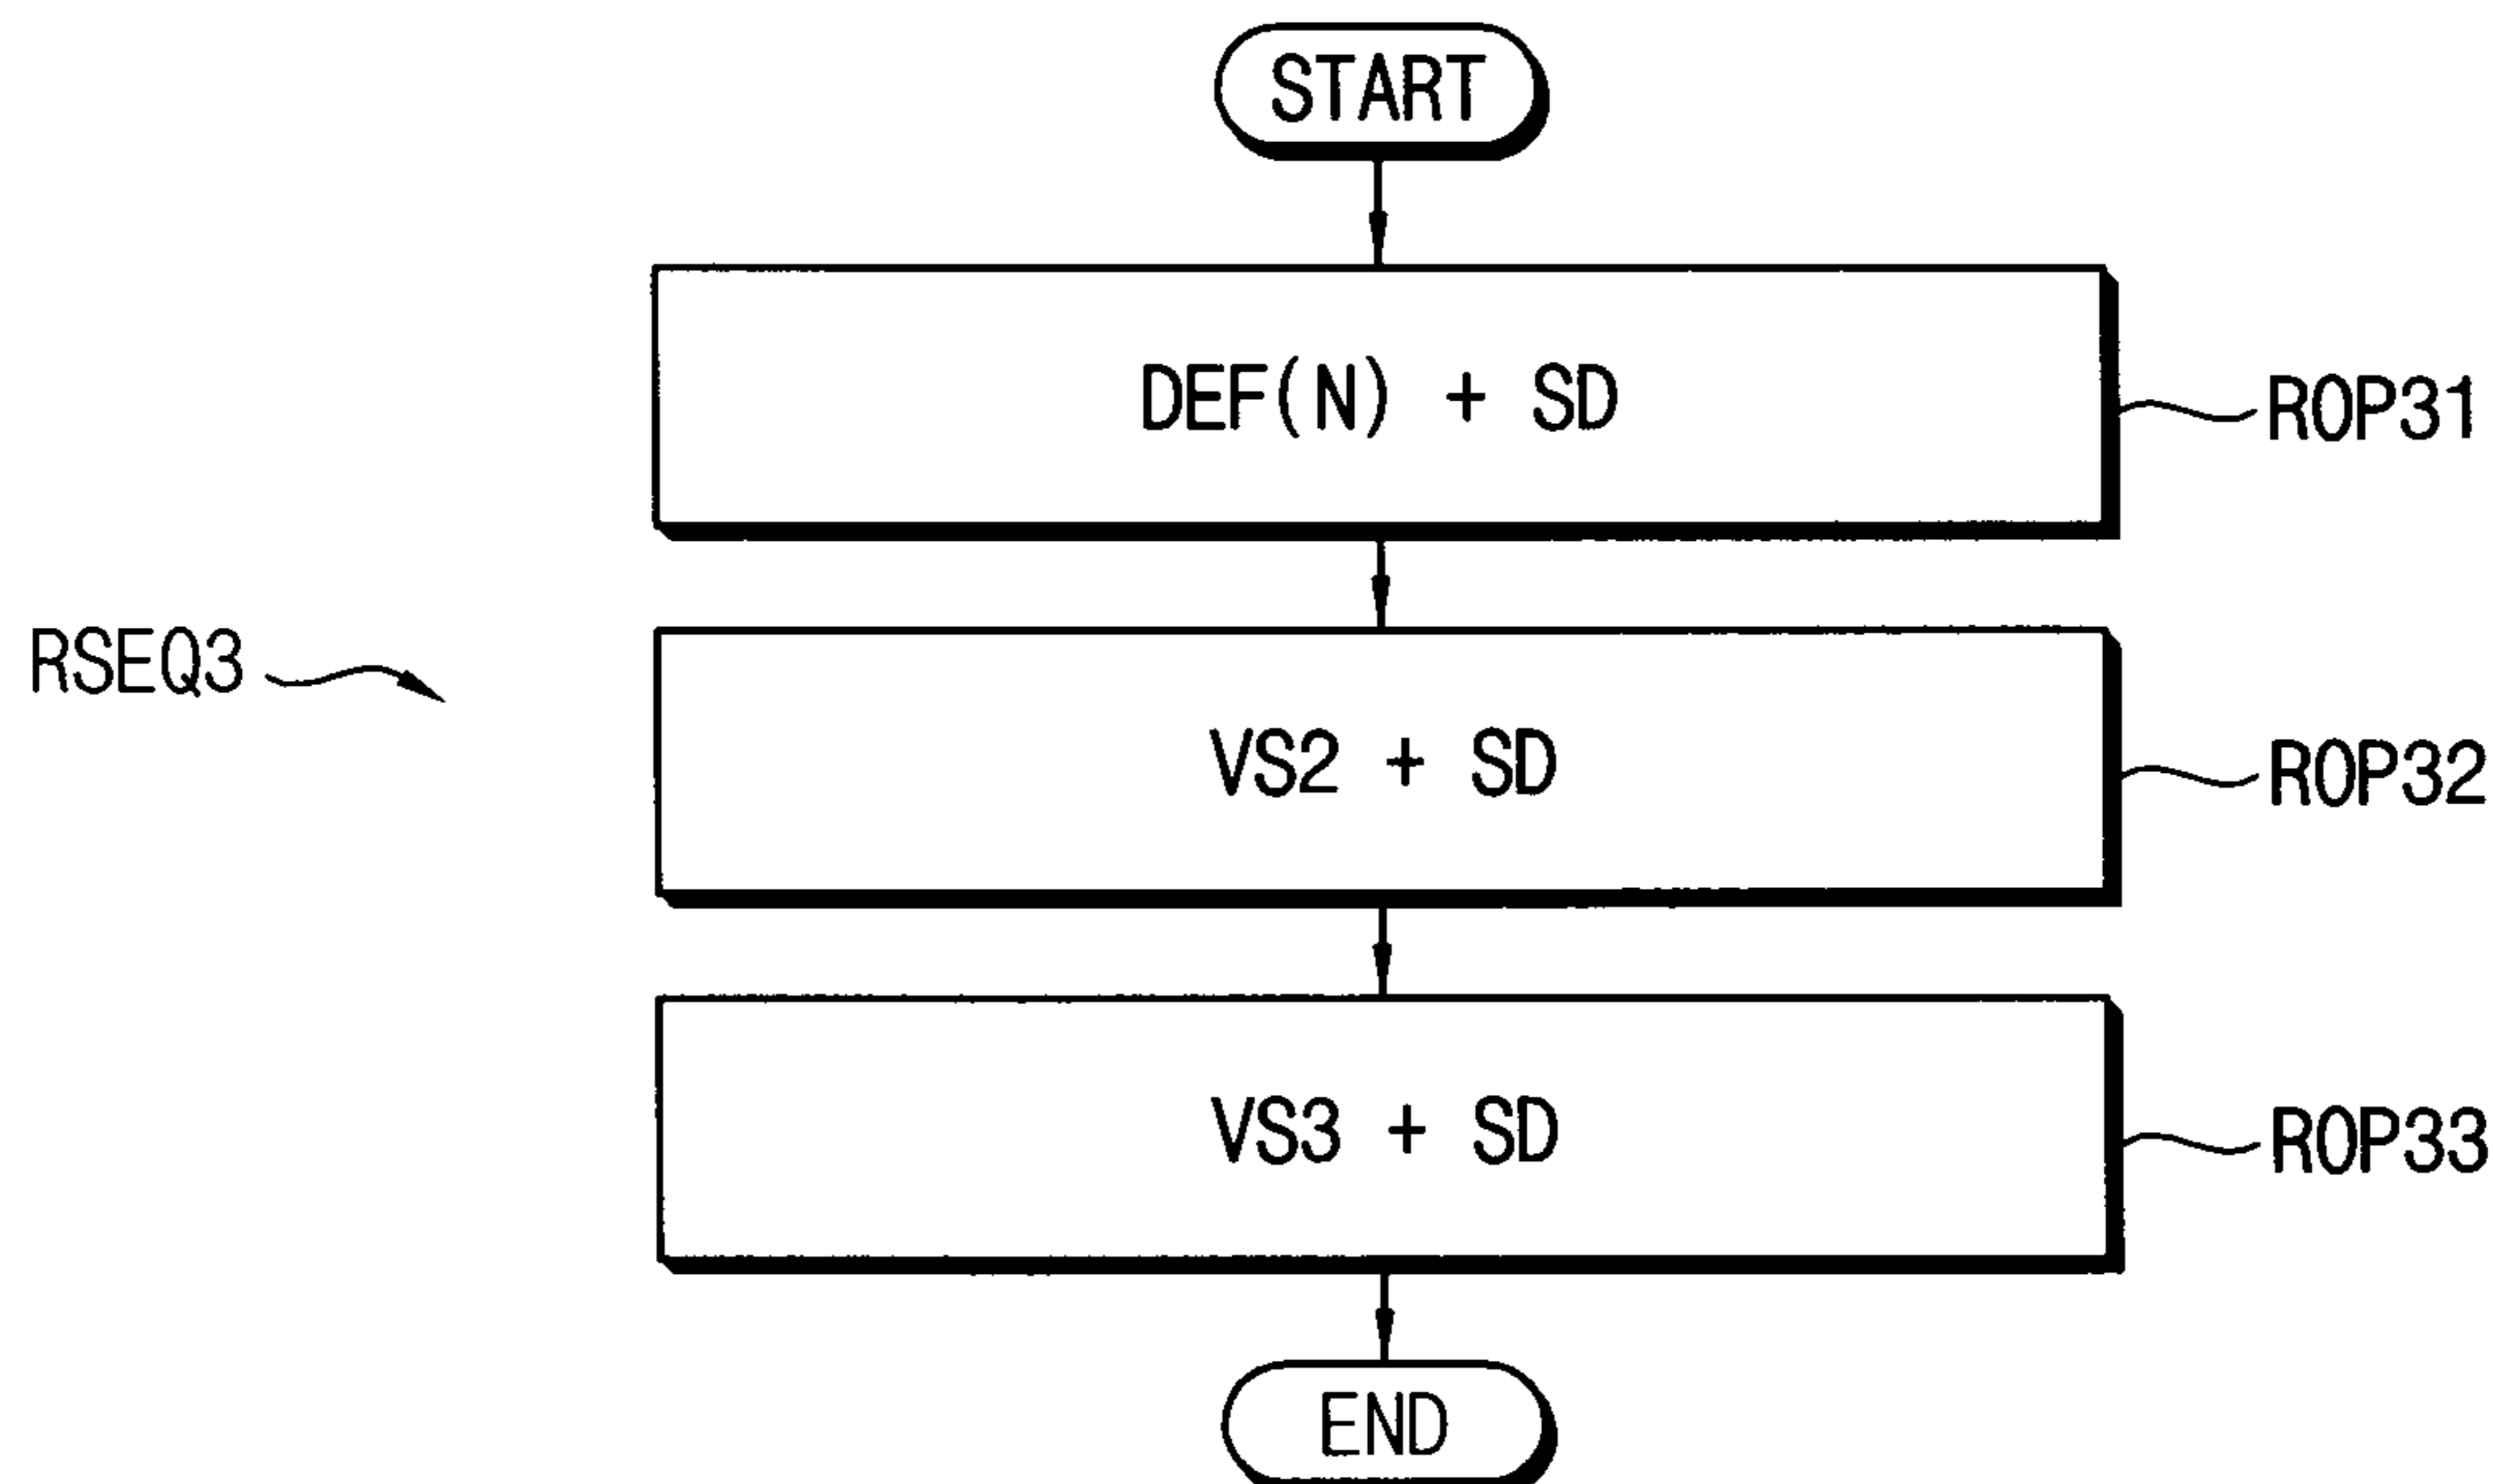 START
DEF(N) + SD
ROP31
RSEQ3
VS2 + SD
ROP32
VS3 + SD
ROP33
END